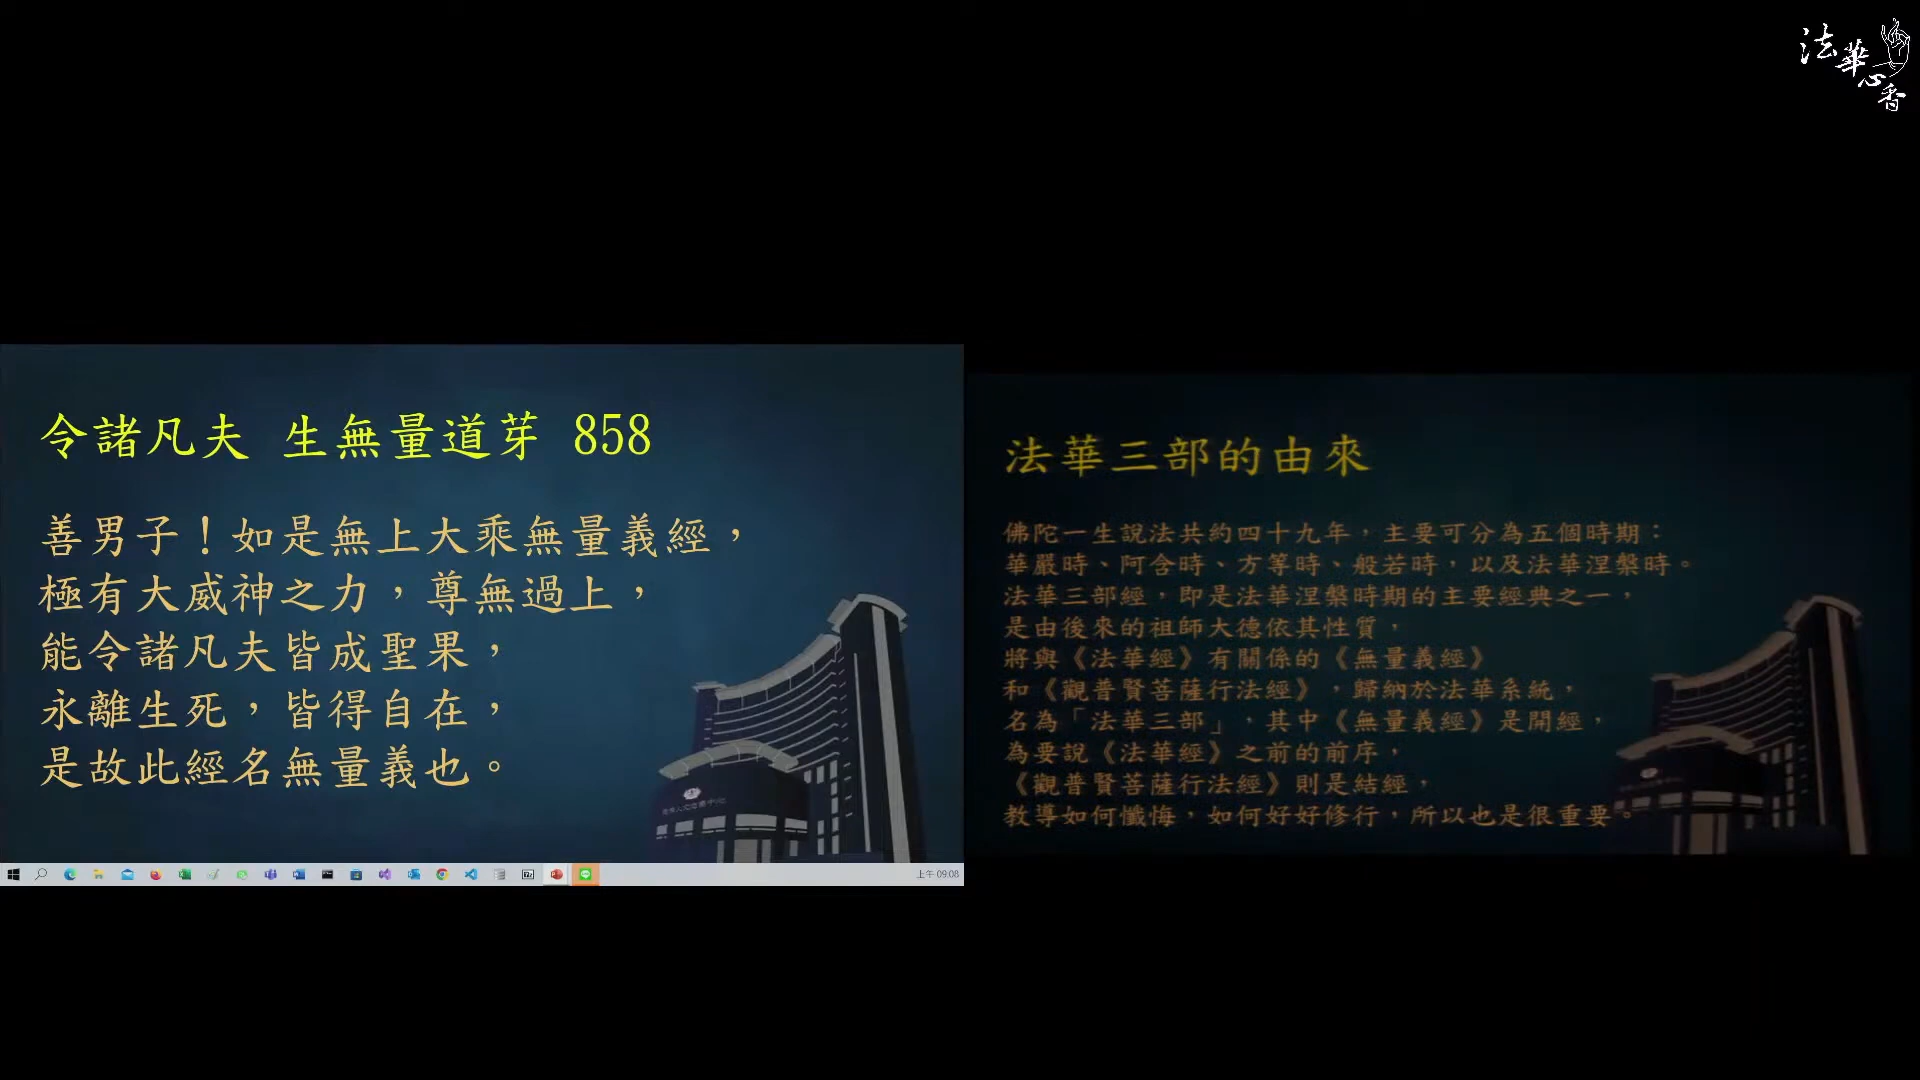 法華心香
令諸凡夫 生無量道芽 858
善男子！如是無上大乘無量義經，
極有大威神之力，尊無過上，
能令諸凡夫皆成聖果，
永離生死，皆得自在，
是故此經名無量義也。
上午 09:08
法華三部的由來
佛陀一生說法共約四十九年，主要可分為五個時期：
華嚴時、阿含時、方等時、般若時，以及法華涅槃時。
法華三部經，即是法華涅槃時期的主要經典之一，
是由後來的祖師大德依其性質，
將與《法華經》有關係的《無量義經》
和《觀普賢菩薩行法經》，歸納於法華系統，
名為「法華三部」，其中《無量義經》是開經，
為要說《法華經》之前的前序，
《觀普賢菩薩行法經》則是結經，
教導如何懺悔，如何好好修行，所以也是很重要。